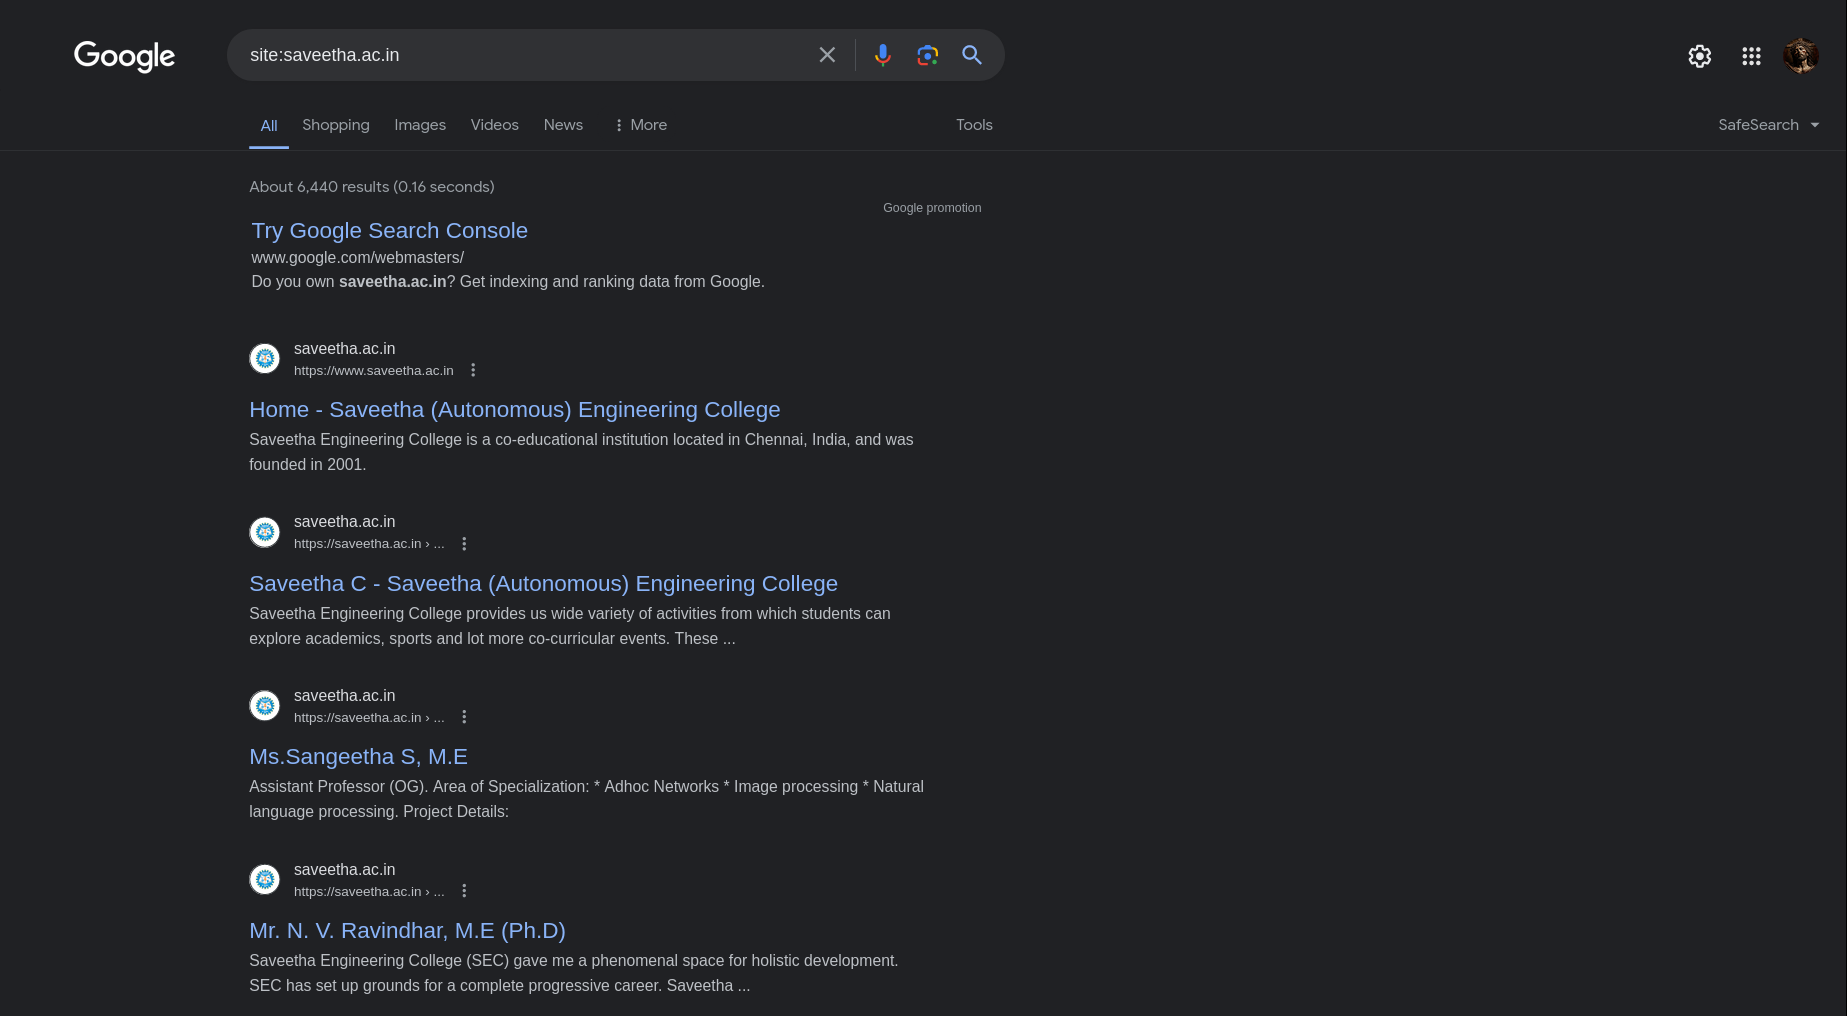 Google
site:saveetha.ac.in
All
Shopping
Images
Videos
News
More
Tools
SafeSearch
About 6,440 results (0.16 seconds)
Google promotion
Try Google Search Console
www.google.com/webmasters/
Do you own saveetha.ac.in? Get indexing and ranking data from Google.
saveetha.ac.in
https://www.saveetha.ac.in
Home - Saveetha (Autonomous) Engineering College
Saveetha Engineering College is a co-educational institution located in Chennai, India, and was
founded in 2001.
saveetha.ac.in
https://saveetha.ac.in › ...
Saveetha C - Saveetha (Autonomous) Engineering College
Saveetha Engineering College provides us wide variety of activities from which students can
explore academics, sports and lot more co-curricular events. These ...
saveetha.ac.in
https://saveetha.ac.in › ...
Ms.Sangeetha S, M.E
Assistant Professor (OG). Area of Specialization: * Adhoc Networks * Image processing * Natural
language processing. Project Details:
saveetha.ac.in
https://saveetha.ac.in › ...
Mr. N. V. Ravindhar, M.E (Ph.D)
Saveetha Engineering College (SEC) gave me a phenomenal space for holistic development.
SEC has set up grounds for a complete progressive career. Saveetha ...